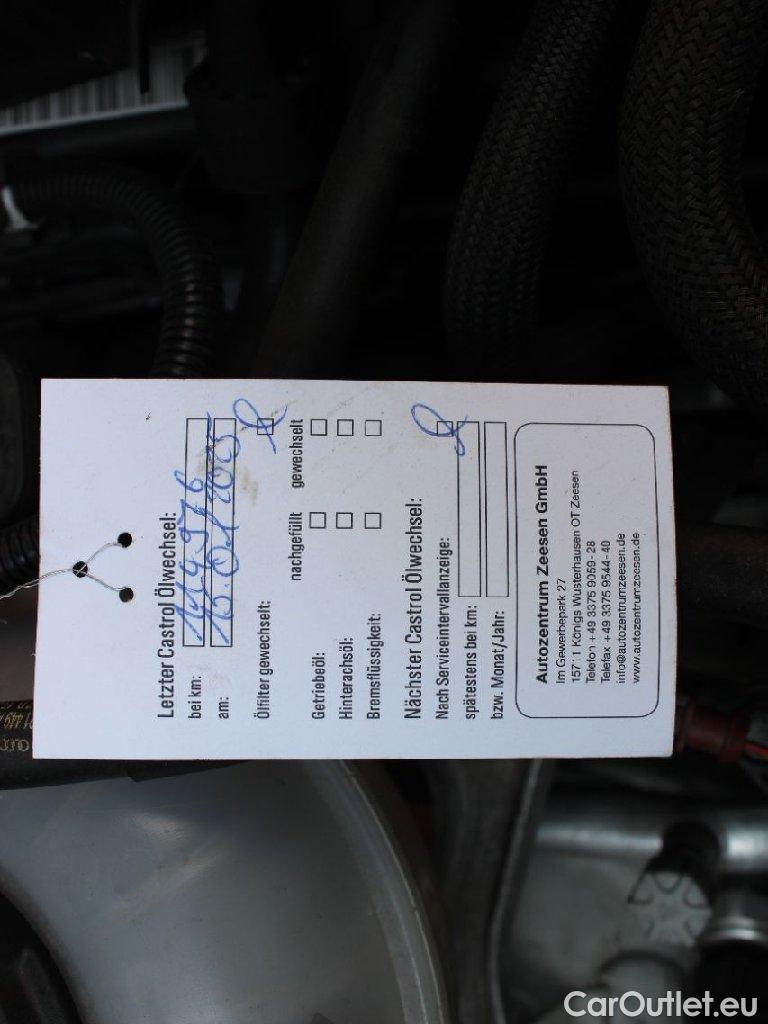 Letzter Castrol Ölwechsel:
bei km: 114976
am:
Ölfilter gewechselt:
nachgefüllt gewechselt
Getriebeöl:
Hinterachsöl:
Bremsflüssigkeit:
Nächster Castrol Ölwechsel:
Nach Serviceintervallanzeige:
spätestens bei km:
bzw. Monat/Jahr:
Autozentrum Zeesen GmbH
Im Gewerbepark 27
15711 Königs Wusterhausen OT Zeesen
Telefon +49 3375 9059-28
Telefax +49 3375 9544-40
info@autozentrumzeesen.de
www.autozentrumzeesen.de
CarOutlet.eu